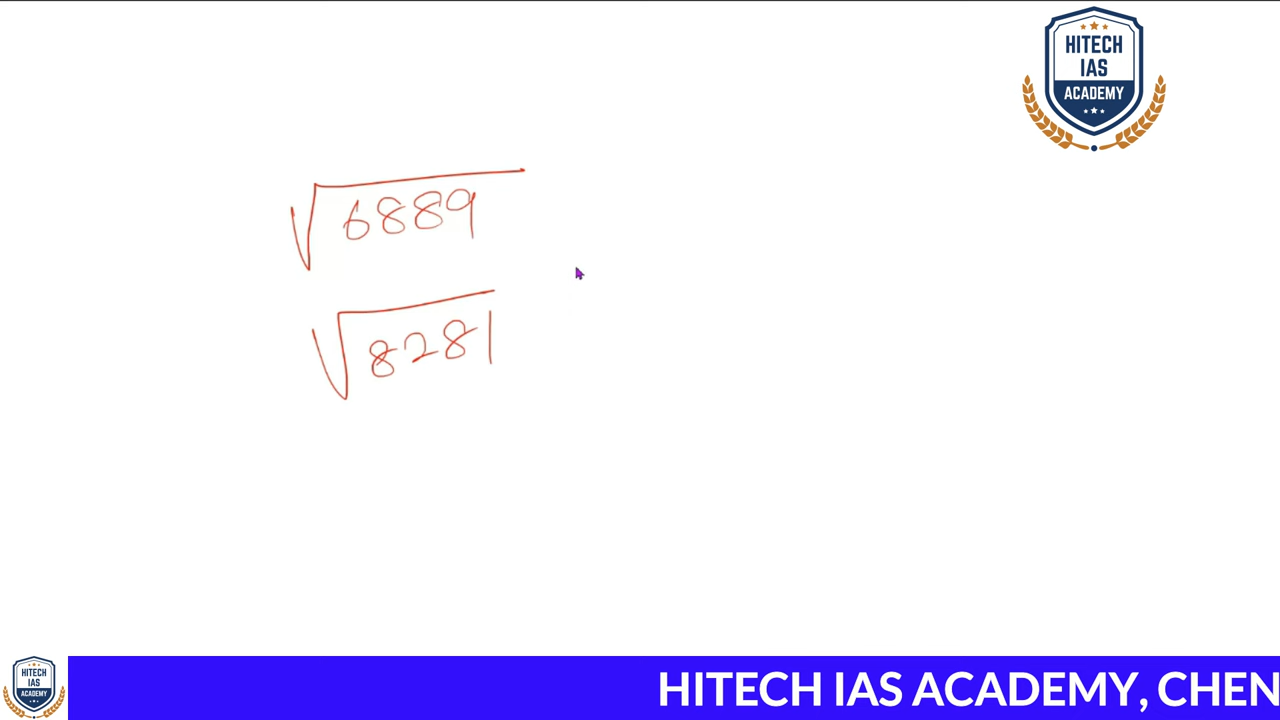 HITECH
IAS
ACADEMY
√6889
√8281
HITECH
IAS
ACADEMY
HITECH IAS ACADEMY, CHEN